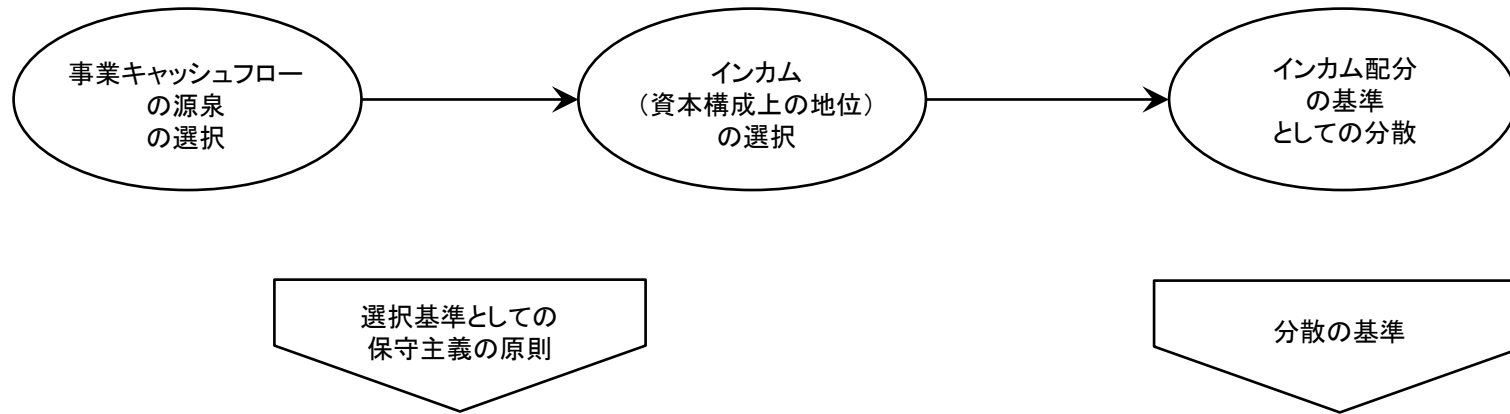 事業キャッシュフロー
の源泉
の選択
インカム
（資本構成上の地位）
の選択
インカム配分
の基準
としての分散
選択基準としての
保守主義の原則
分散の基準